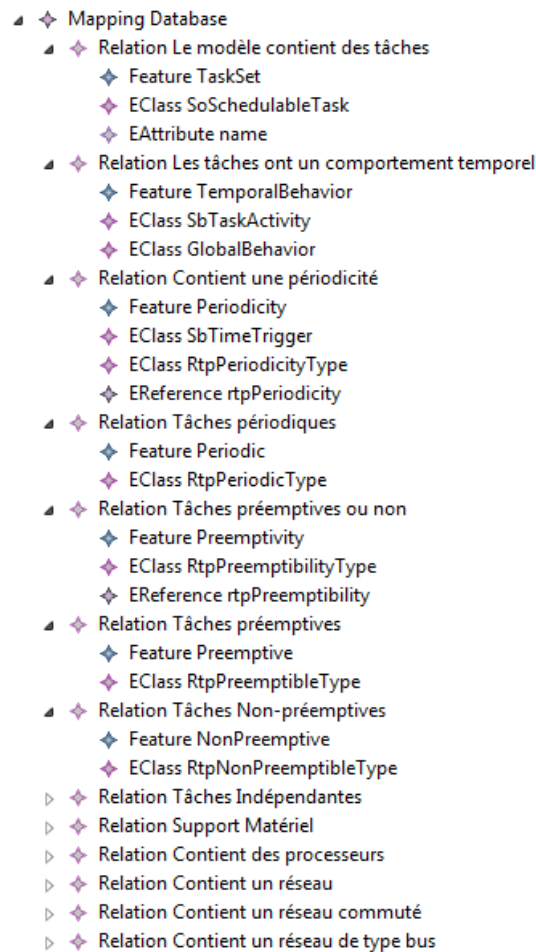 Mapping Database
Relation Le modèle contient des tâches
Feature TaskSet
EClass SoSchedulableTask
EAttribute name
Relation Les tâches ont un comportement temporel
Feature TemporalBehavior
EClass SbTaskActivity
EClass GlobalBehavior
Relation Contient une périodicité
Feature Periodicity
EClass SbTimeTrigger
EClass RtpPeriodicityType
EReference rtpPeriodicity
Relation Tâches périodiques
Feature Periodic
EClass RtpPeriodicType
Relation Tâches préemptives ou non
Feature Preemptivity
EClass RtpPreemptibilityType
EReference rtpPreemptibility
Relation Tâches préemptives
Feature Preemptive
EClass RtpPreemptibleType
Relation Tâches Non-préemptives
Feature NonPreemptive
EClass RtpNonPreemptibleType
Relation Tâches Indépendantes
Relation Support Matériel
Relation Contient des processeurs
Relation Contient un réseau
Relation Contient un réseau commuté
Relation Contient un réseau de type bus